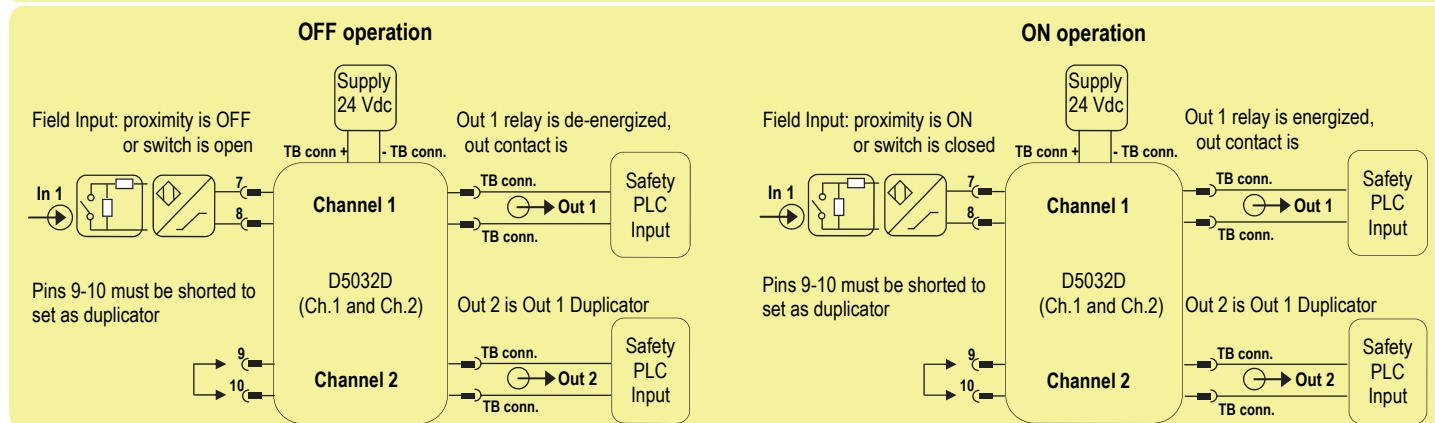 OFF operation
Supply
24 Vdc
Field Input: proximity is OFF
or switch is open
Out 1 relay is de-energized,
out contact is
TB conn +
- TB conn.
In 1
7
8
Channel 1
TB conn.
Out 1
TB conn.
Safety
PLC
Input
Pins 9-10 must be shorted to
set as duplicator
D5032D
(Ch.1 and Ch.2)
Out 2 is Out 1 Duplicator
9
10
Channel 2
TB conn.
Out 2
TB conn.
Safety
PLC
Input
ON operation
Supply
24 Vdc
Field Input: proximity is ON
or switch is closed
Out 1 relay is energized,
out contact is
TB conn +
- TB conn.
In 1
7
8
Channel 1
TB conn.
Out 1
TB conn.
Safety
PLC
Input
Pins 9-10 must be shorted to
set as duplicator
D5032D
(Ch.1 and Ch.2)
Out 2 is Out 1 Duplicator
9
10
Channel 2
TB conn.
Out 2
TB conn.
Safety
PLC
Input